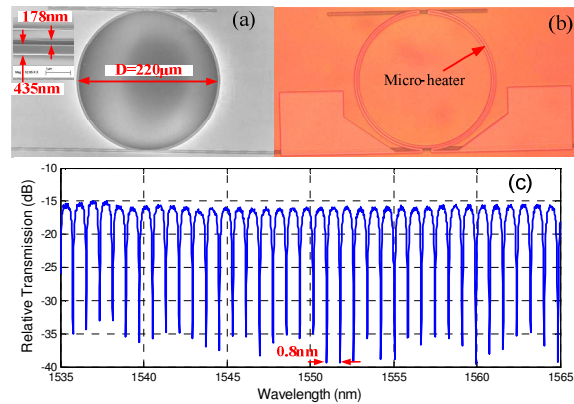 178nm
(a)
(b)
D=220μm
435nm
Micro-heater
(c)
-10
-15
-20
-25
-30
-35
-40
Relative Transmission (dB)
0.8nm
1535
1540
1545
1550
1555
1560
1565
Wavelength (nm)